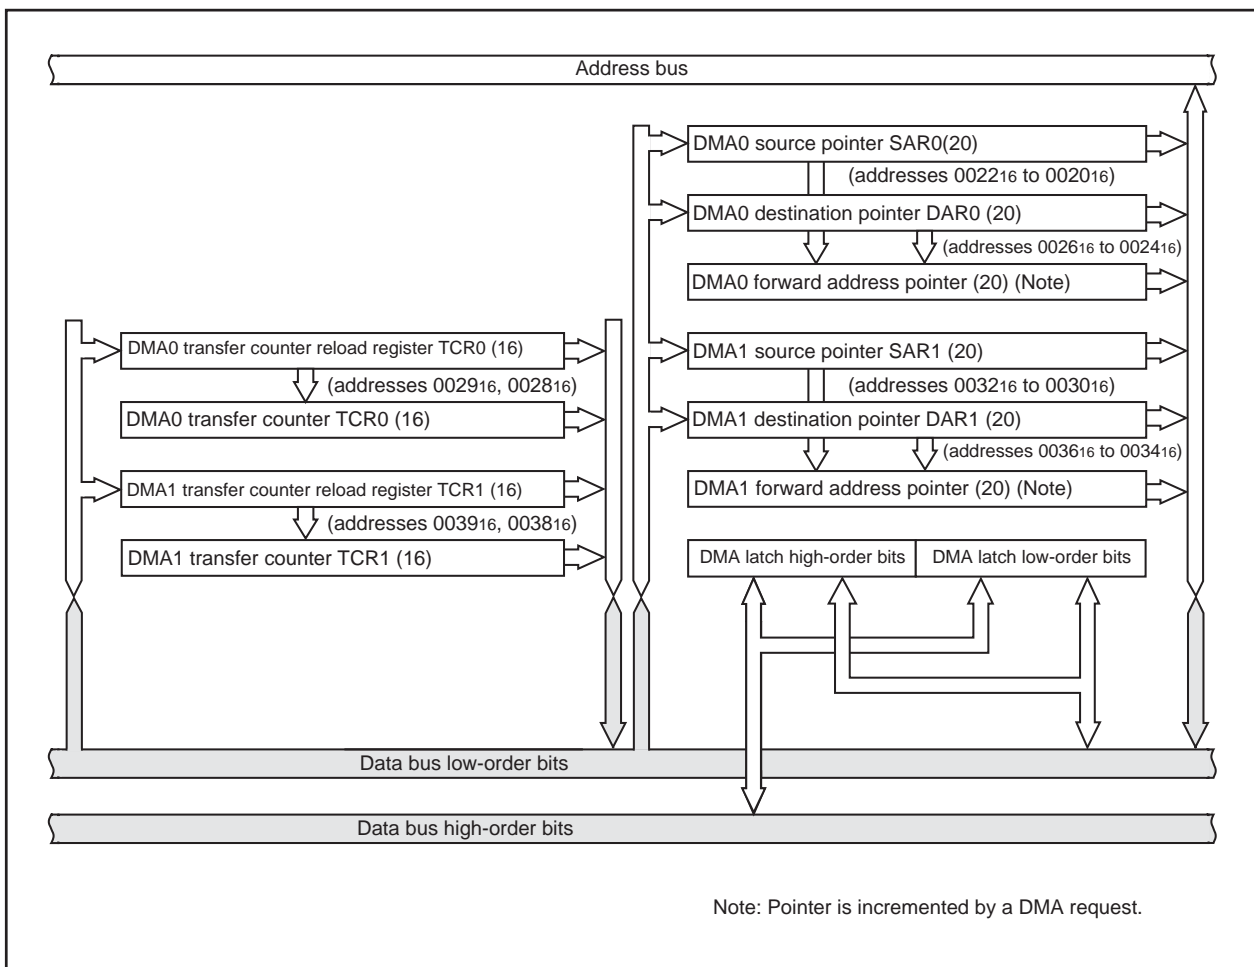 Address bus
DMA0 source pointer SAR0(20)
(addresses 002216 to 002016)
DMA0 destination pointer DAR0 (20)
(addresses 002616 to 002416)
DMA0 forward address pointer (20) (Note)
DMA0 transfer counter reload register TCR0 (16)
(addresses 002916, 002816)
DMA0 transfer counter TCR0 (16)
DMA1 transfer counter reload register TCR1 (16)
(addresses 003916, 003816)
DMA1 transfer counter TCR1 (16)
DMA1 source pointer SAR1 (20)
(addresses 003216 to 003016)
DMA1 destination pointer DAR1 (20)
(addresses 003616 to 003416)
DMA1 forward address pointer (20) (Note)
DMA latch high-order bits
DMA latch low-order bits
Data bus low-order bits
Data bus high-order bits
Note: Pointer is incremented by a DMA request.